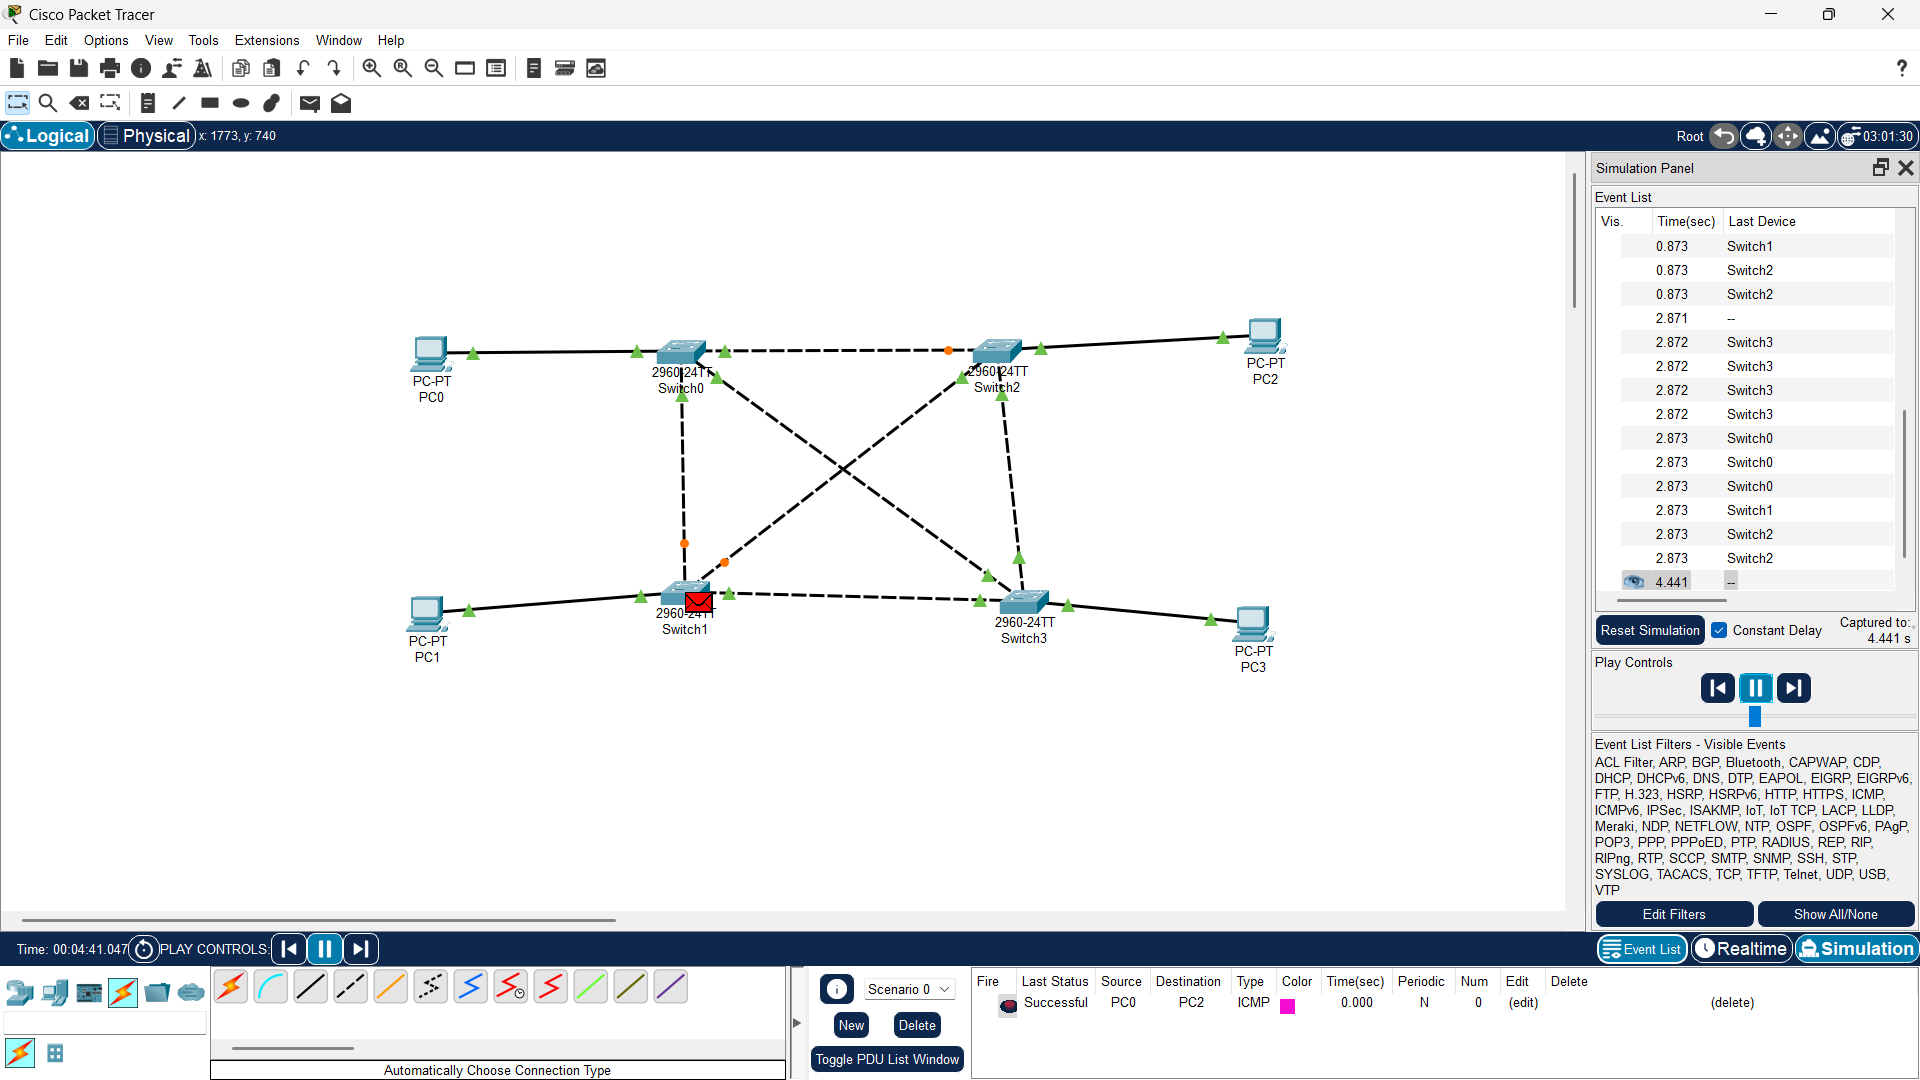 Cisco Packet Tracer
File Edit Options View Tools Extensions Window Help
Logical Physical x: 1773, y: 740 Root 03:01:30
Simulation Panel
Event List
Vis. Time(sec) Last Device
0.873 Switch1
0.873 Switch2
0.873 Switch2
2.871 --
2.872 Switch3
2.872 Switch3
2.872 Switch3
2.872 Switch3
2.873 Switch0
2.873 Switch0
2.873 Switch0
2.873 Switch1
2.873 Switch2
2.873 Switch2
4.441 --
Reset Simulation Constant Delay Captured to:
4.441 s
Play Controls
Event List Filters - Visible Events
ACL Filter, ARP, BGP, Bluetooth, CAPWAP, CDP,
DHCP, DHCPv6, DNS, DTP, EAPOL, EIGRP, EIGRPv6,
FTP, H.323, HSRP, HSRPv6, HTTP, HTTPS, ICMP,
ICMPv6, IPSec, ISAKMP, IoT, IoT TCP, LACP, LLDP,
Meraki, NDP, NETFLOW, NTP, OSPF, OSPFv6, PAgP,
POP3, PPP, PPPoED, PTP, RADIUS, REP, RIP,
RIPng, RTP, SCCP, SMTP, SNMP, SSH, STP,
SYSLOG, TACACS, TCP, TFTP, Telnet, UDP, USB,
VTP
Edit Filters Show All/None
PC-PT
PC0
2960-24TT
Switch0
2960-24TT
Switch2
PC-PT
PC2
PC-PT
PC1
2960-24TT
Switch1
2960-24TT
Switch3
PC-PT
PC3
Time: 00:04:41.047 PLAY CONTROLS: Event List Realtime Simulation
Automatically Choose Connection Type
Scenario 0
New Delete
Toggle PDU List Window
Fire Last Status Source Destination Type Color Time(sec) Periodic Num Edit Delete
Successful PC0 PC2 ICMP 0.000 N 0 (edit) (delete)